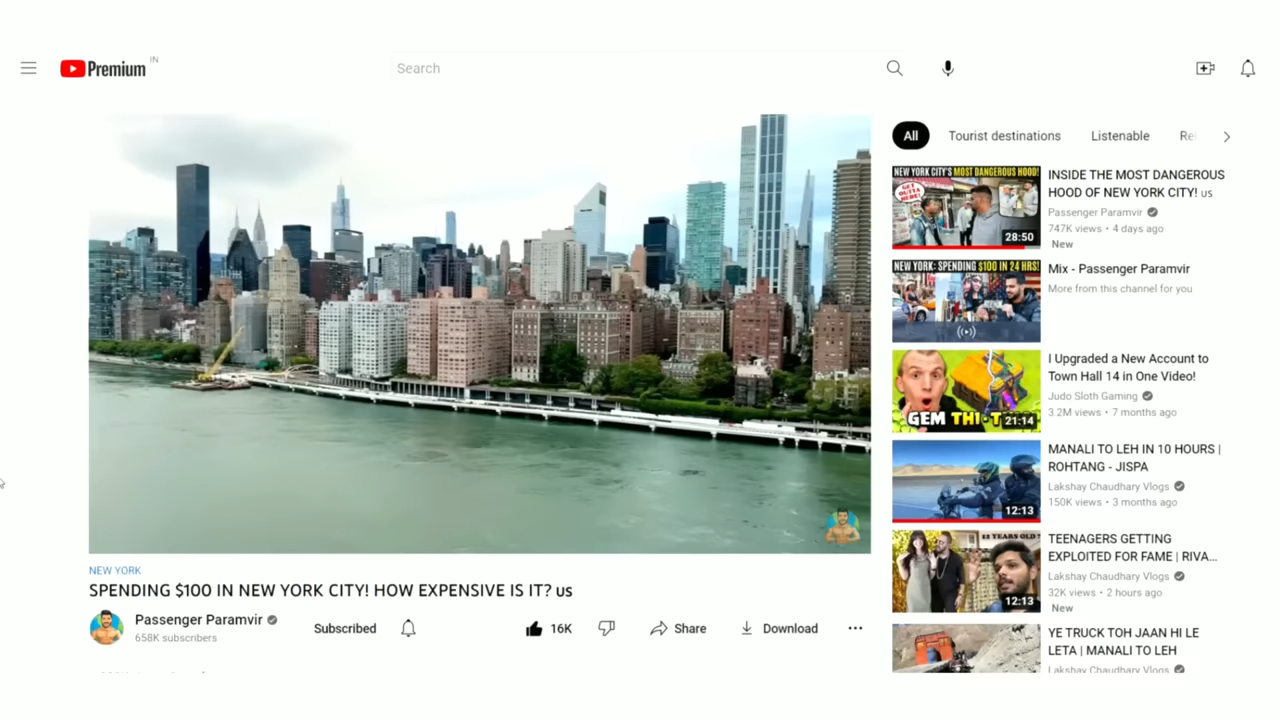 Premium
IN
Search
NEW YORK
SPENDING $100 IN NEW YORK CITY! HOW EXPENSIVE IS IT? US
Passenger Paramvir
658K subscribers
Subscribed
16K
Share
Download
All
Tourist destinations
Listenable
NEW YORK CITY'S MOST DANGEROUS HOOD!
GET
OUTTA
HERE!
28:50
INSIDE THE MOST DANGEROUS
HOOD OF NEW YORK CITY! US
Passenger Paramvir
747K views • 4 days ago
New
NEW YORK: SPENDING $100 IN 24 HRS!
Mix - Passenger Paramvir
More from this channel for you
GEM
21:14
I Upgraded a New Account to
Town Hall 14 in One Video!
Judo Sloth Gaming
3.2M views • 7 months ago
12:13
MANALI TO LEH IN 10 HOURS |
ROHTANG - JISPA
Lakshay Chaudhary Vlogs
150K views • 3 months ago
12 YEARS OLD?
12:13
TEENAGERS GETTING
EXPLOITED FOR FAME | RIVA...
Lakshay Chaudhary Vlogs
32K views • 2 hours ago
New
YE TRUCK TOH JAAN HI LE
LETA | MANALI TO LEH
Lakshay Chaudhary Vlogs